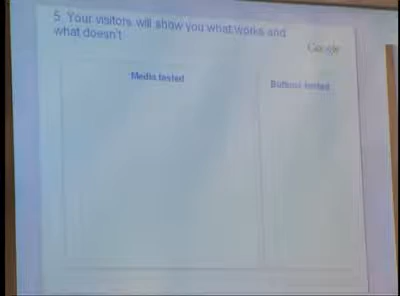 5. Your visitors will show you what works and
what doesn't
Google
Media tested
Buttons tested